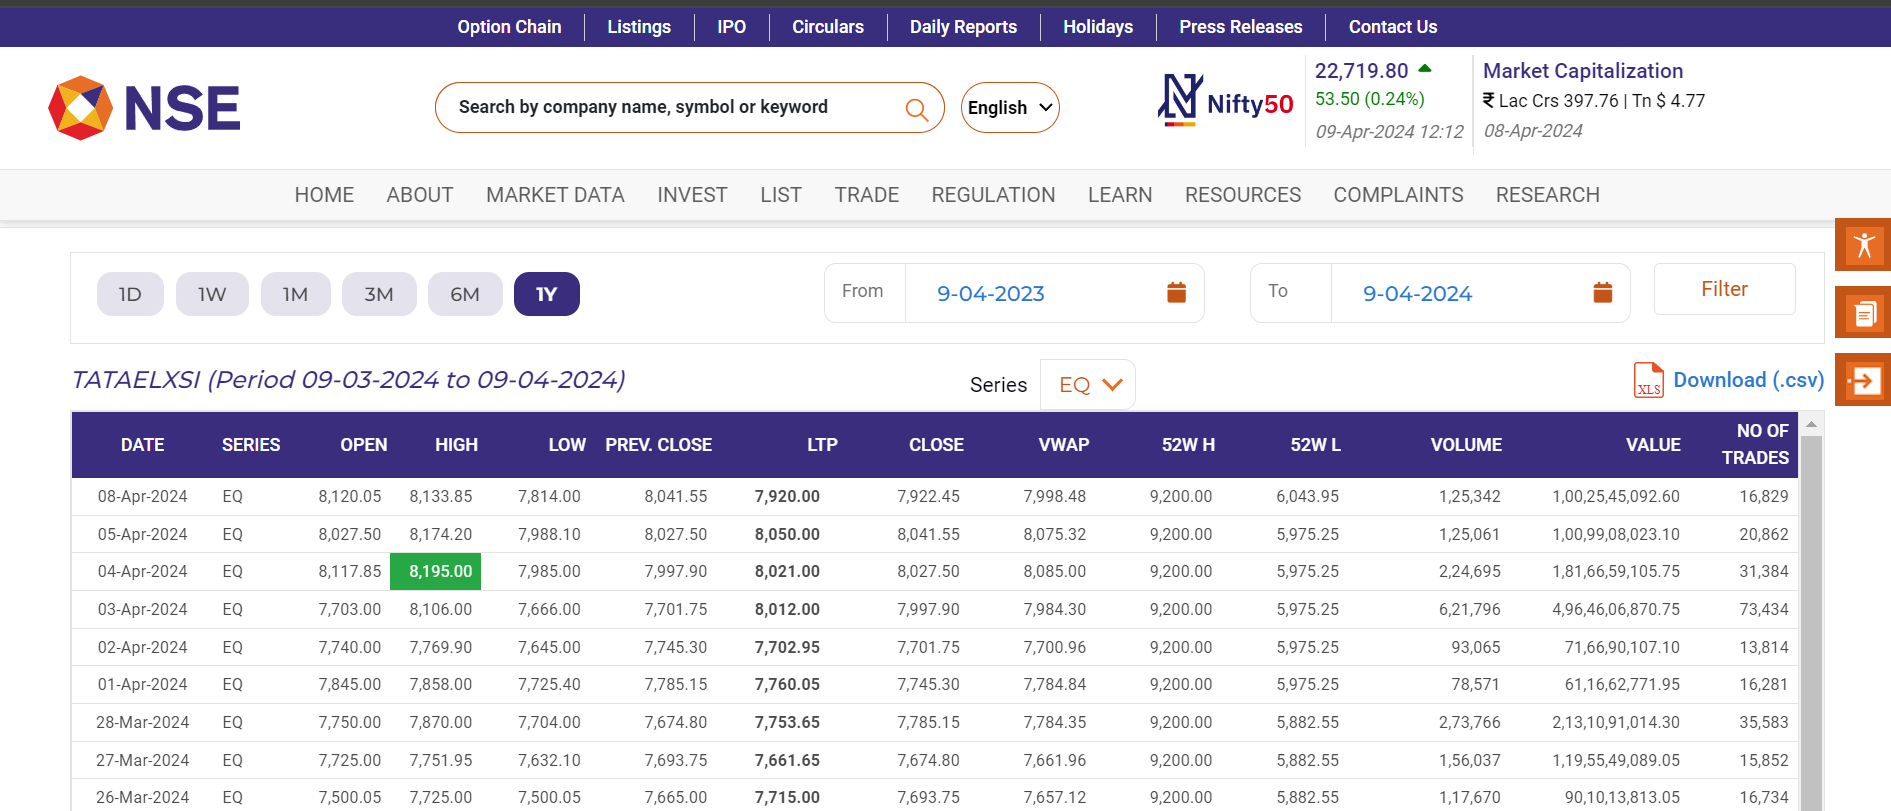 Option Chain Listings IPO Circulars Daily Reports Holidays Press Releases Contact Us
NSE
Search by company name, symbol or keyword
English
Nifty50
22,719.80
53.50 (0.24%)
09-Apr-2024 12:12
Market Capitalization
₹ Lac Crs 397.76 | Tn $ 4.77
08-Apr-2024
HOME ABOUT MARKET DATA INVEST LIST TRADE REGULATION LEARN RESOURCES COMPLAINTS RESEARCH
1D 1W 1M 3M 6M 1Y From 9-04-2023 To 9-04-2024 Filter
TATAELXSI (Period 09-03-2024 to 09-04-2024) Series EQ XLS Download (.csv)
DATE SERIES OPEN HIGH LOW PREV. CLOSE LTP CLOSE VWAP 52W H 52W L VOLUME VALUE NO OF TRADES
08-Apr-2024 EQ 8,120.05 8,133.85 7,814.00 8,041.55 7,920.00 7,922.45 7,998.48 9,200.00 6,043.95 1,25,342 1,00,25,45,092.60 16,829
05-Apr-2024 EQ 8,027.50 8,174.20 7,988.10 8,027.50 8,050.00 8,041.55 8,075.32 9,200.00 5,975.25 1,25,061 1,00,99,08,023.10 20,862
04-Apr-2024 EQ 8,117.85 8,195.00 7,985.00 7,997.90 8,021.00 8,027.50 8,085.00 9,200.00 5,975.25 2,24,695 1,81,66,59,105.75 31,384
03-Apr-2024 EQ 7,703.00 8,106.00 7,666.00 7,701.75 8,012.00 7,997.90 7,984.30 9,200.00 5,975.25 6,21,796 4,96,46,06,870.75 73,434
02-Apr-2024 EQ 7,740.00 7,769.90 7,645.00 7,745.30 7,702.95 7,701.75 7,700.96 9,200.00 5,975.25 93,065 71,66,90,107.10 13,814
01-Apr-2024 EQ 7,845.00 7,858.00 7,725.40 7,785.15 7,760.05 7,745.30 7,784.84 9,200.00 5,975.25 78,571 61,16,62,771.95 16,281
28-Mar-2024 EQ 7,750.00 7,870.00 7,704.00 7,674.80 7,753.65 7,785.15 7,784.35 9,200.00 5,882.55 2,73,766 2,13,10,91,014.30 35,583
27-Mar-2024 EQ 7,725.00 7,751.95 7,632.10 7,693.75 7,661.65 7,674.80 7,661.96 9,200.00 5,882.55 1,56,037 1,19,55,49,089.05 15,852
26-Mar-2024 EQ 7,500.05 7,725.00 7,500.05 7,665.00 7,715.00 7,693.75 7,657.12 9,200.00 5,882.55 1,17,670 90,10,13,813.05 16,734